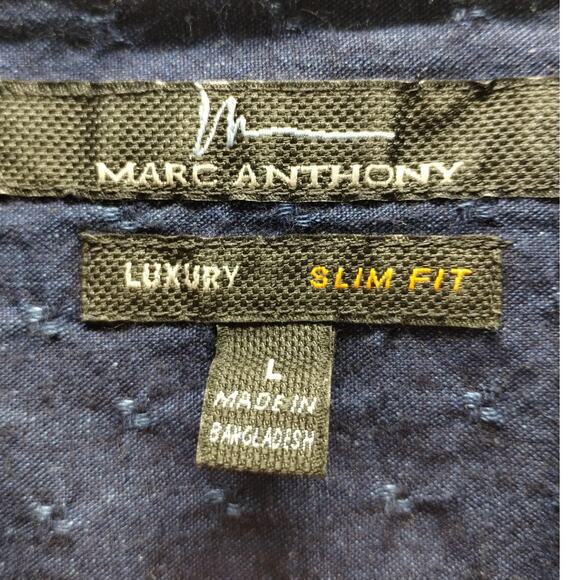 MARC ANTHONY
LUXURY SLIM FIT
L
MADE IN
BANGLADESH